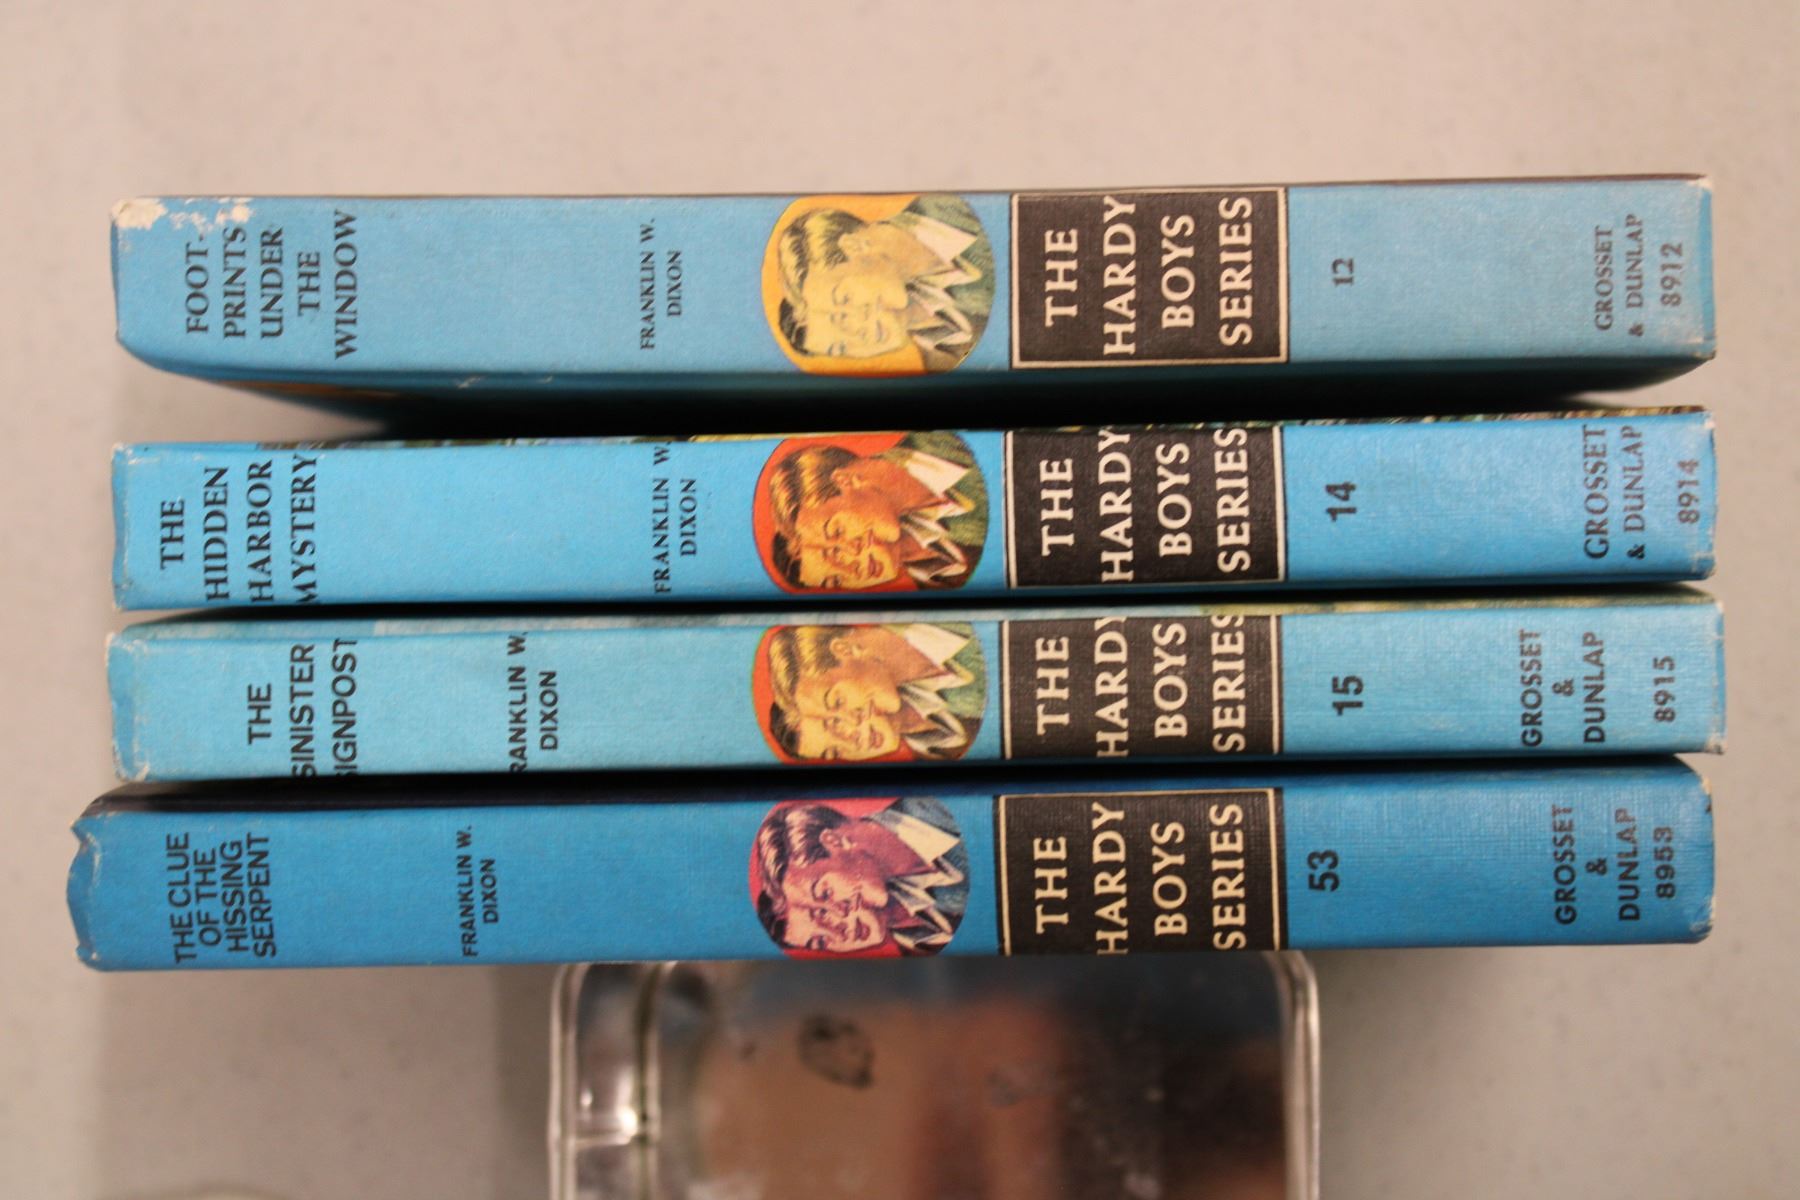 FOOT-
PRINTS
UNDER
THE
WINDOW
FRANKLIN W.
DIXON
THE
HARDY
BOYS
SERIES
12
GROSSET
& DUNLAP
8912
THE
HIDDEN
HARBOR
MYSTERY
FRANKLIN W.
DIXON
THE
HARDY
BOYS
SERIES
14
GROSSET
& DUNLAP
8914
THE
SINISTER
SIGNPOST
FRANKLIN W.
DIXON
THE
HARDY
BOYS
SERIES
15
GROSSET
&
DUNLAP
8915
THE CLUE
OF THE
HISSING
SERPENT
FRANKLIN W.
DIXON
THE
HARDY
BOYS
SERIES
53
GROSSET
&
DUNLAP
8953